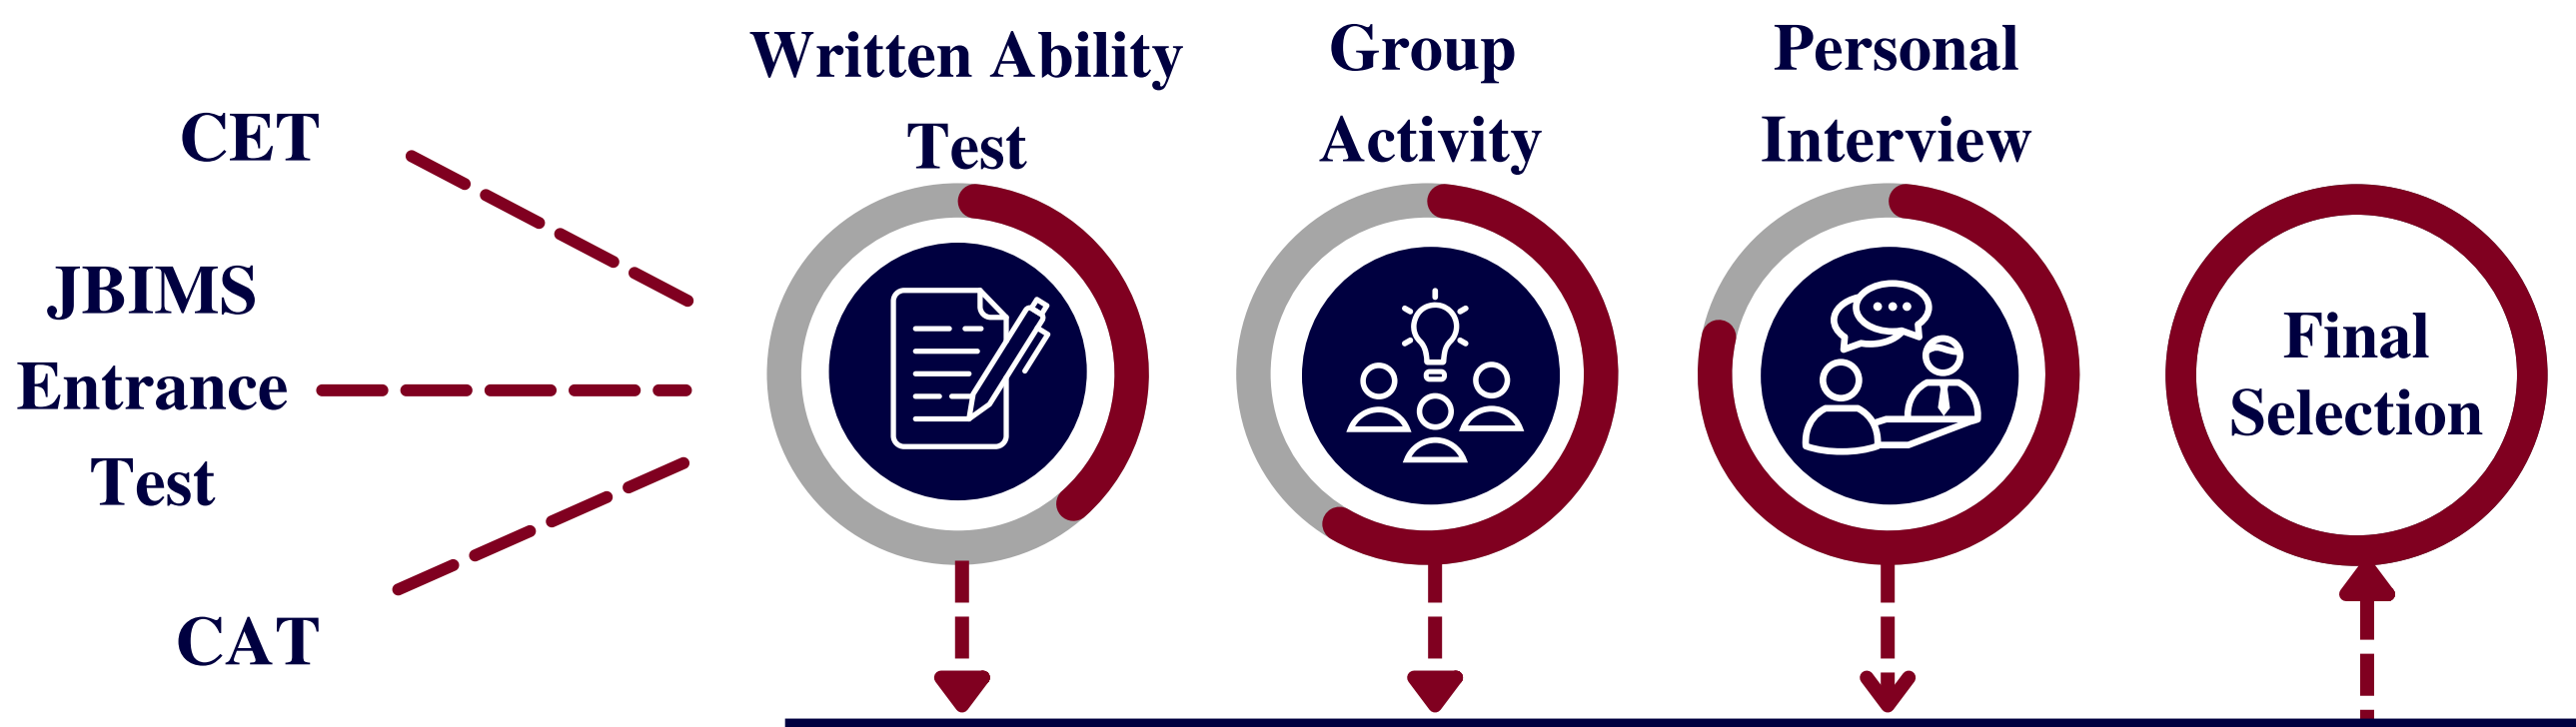 CET
JBIMS
Entrance
Test
CAT
Written Ability
Test
Group
Activity
Personal
Interview
Final
Selection